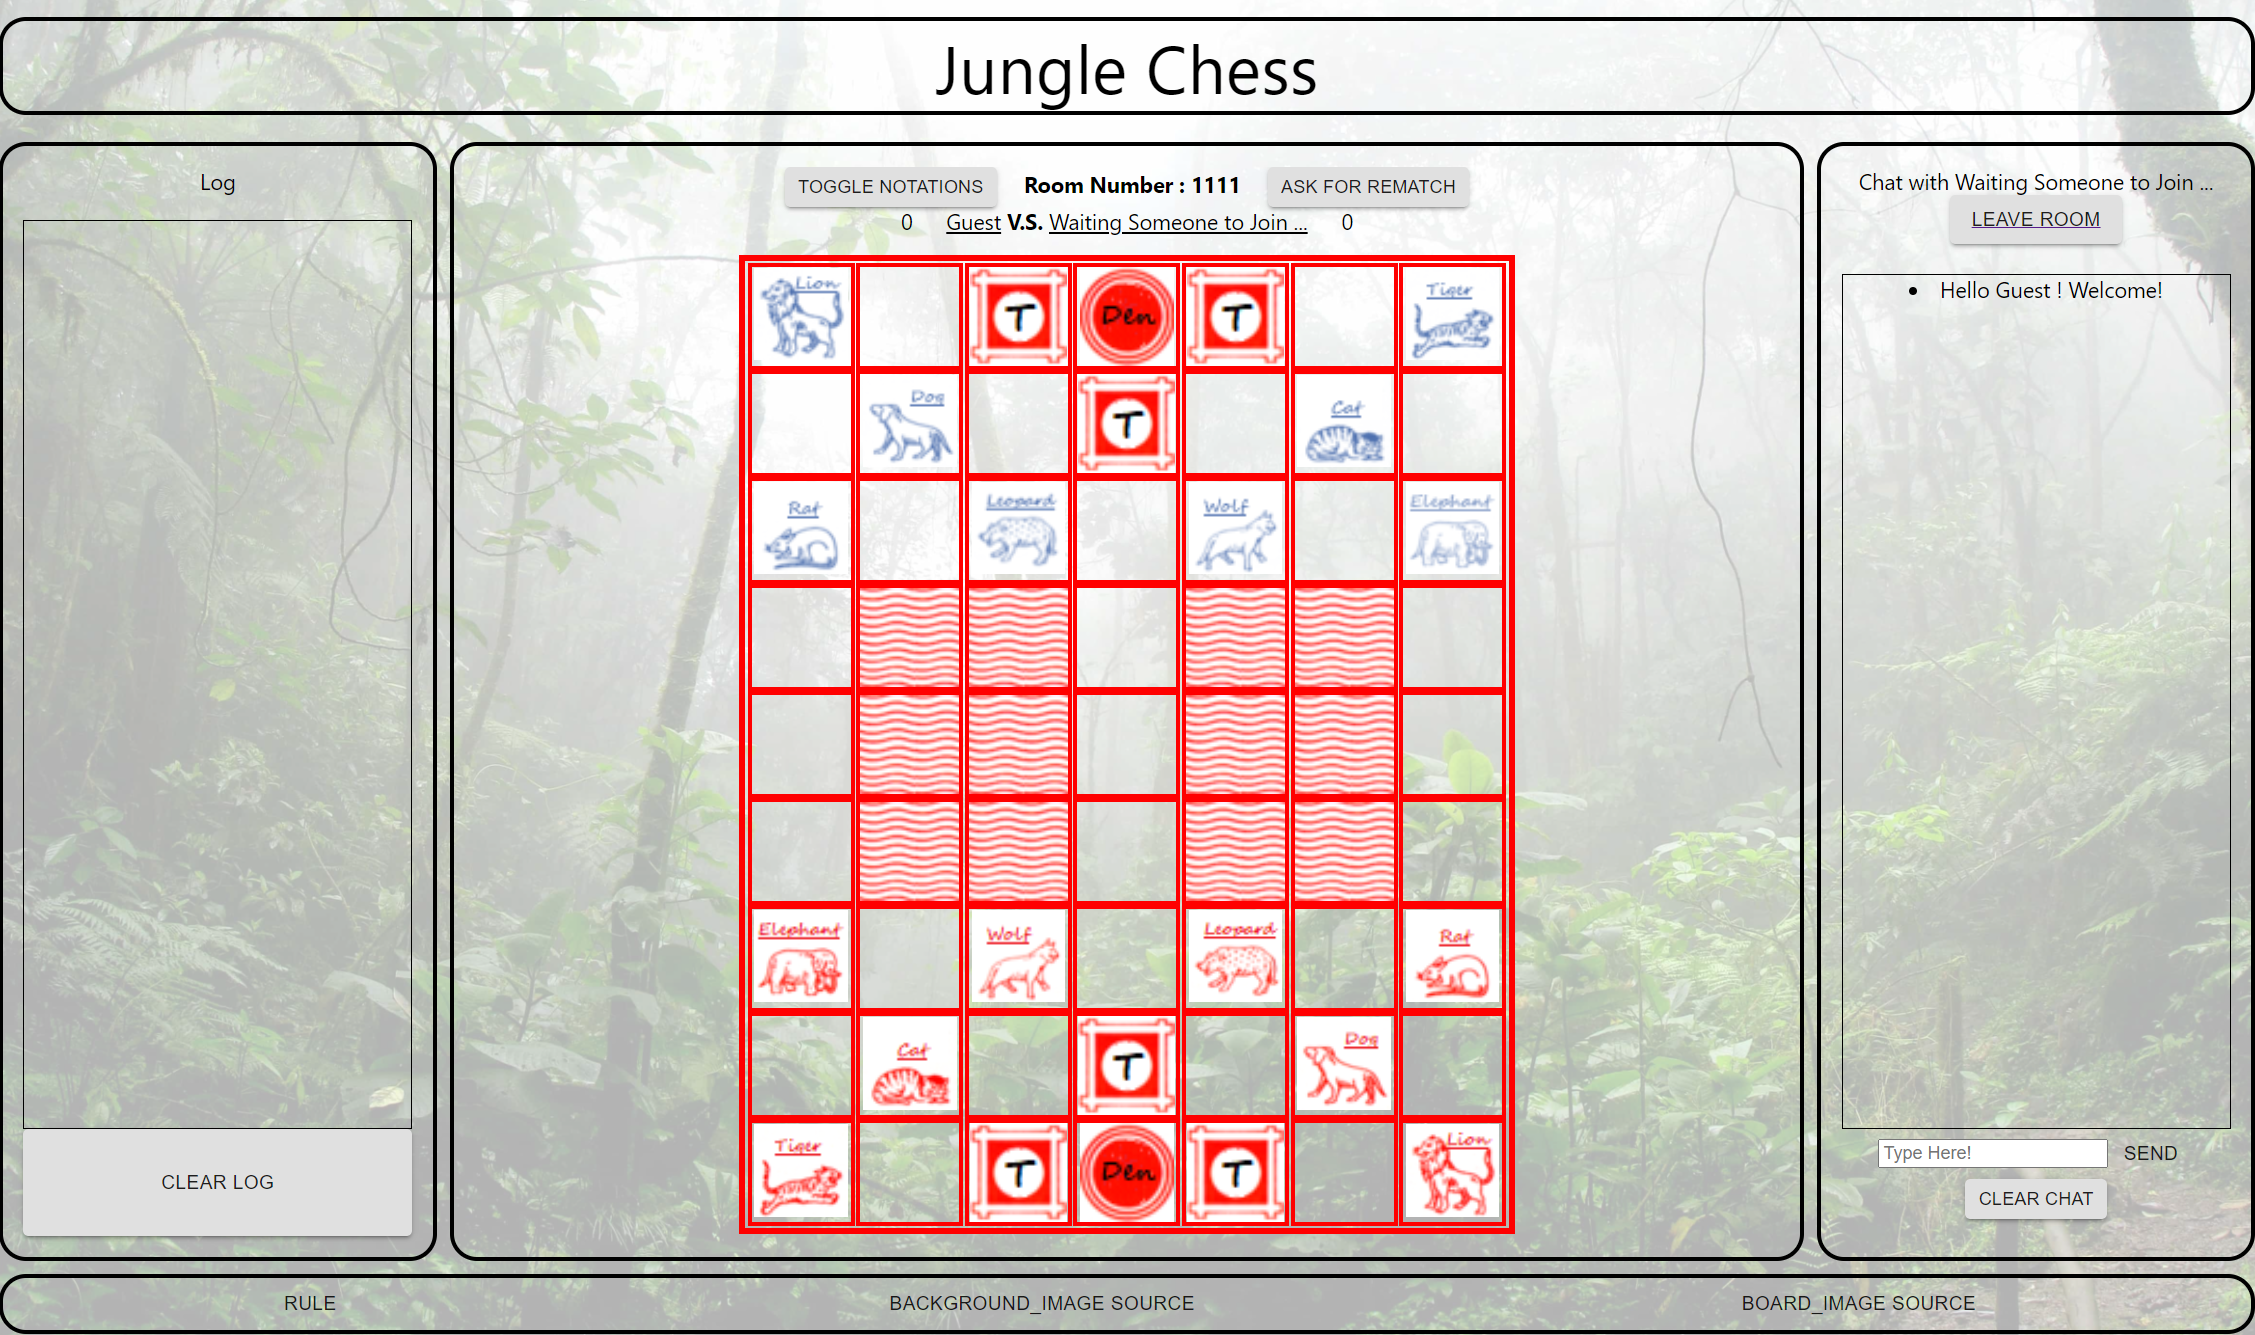 Jungle Chess
Log
CLEAR LOG
TOGGLE NOTATIONS Room Number : 1111 ASK FOR REMATCH
0 Guest V.S. Waiting Someone to Join ... 0
Lion T Den T Tiger
Dog T Cat
Rat Leopard Wolf Elephant
Elephant Wolf Leopard Rat
Cat T Dog
Tiger T Den T Lion
Chat with Waiting Someone to Join ...
LEAVE ROOM
• Hello Guest ! Welcome!
Type Here! SEND
CLEAR CHAT
RULE BACKGROUND_IMAGE SOURCE BOARD_IMAGE SOURCE